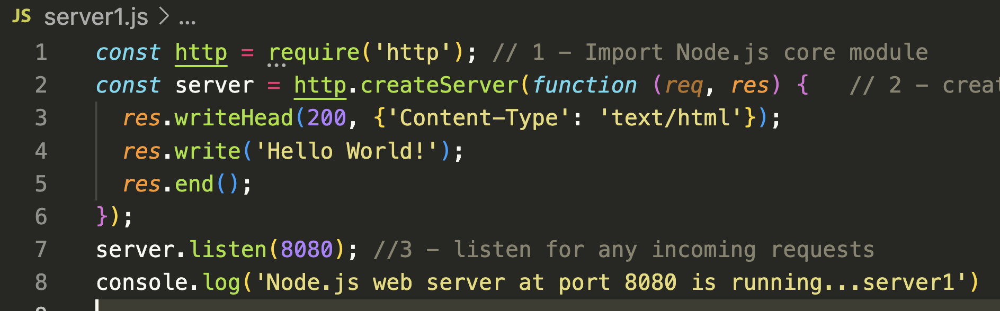 JS server1.js > ...
1 const http = require('http'); // 1 - Import Node.js core module
2 const server = http.createServer(function (req, res) {   // 2 - creat
3   res.writeHead(200, {'Content-Type': 'text/html'});
4   res.write('Hello World!');
5   res.end();
6 });
7 server.listen(8080); //3 - listen for any incoming requests
8 console.log('Node.js web server at port 8080 is running...server1')